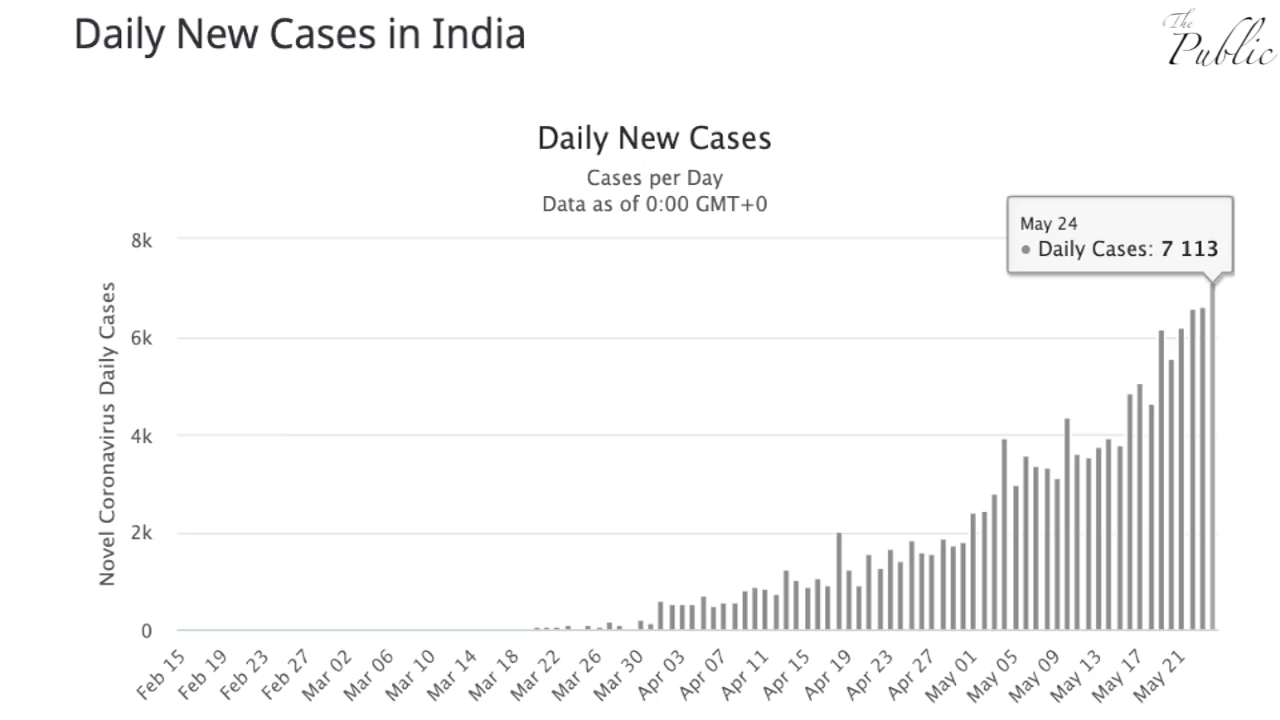 Daily New Cases in India
The
Public
Daily New Cases
Cases per Day
Data as of 0:00 GMT+0
May 24
● Daily Cases: 7 113
Novel Coronavirus Daily Cases
8k
6k
4k
2k
0
Feb 15 Feb 19 Feb 23 Feb 27 Mar 02 Mar 06 Mar 10 Mar 14 Mar 18 Mar 22 Mar 26 Mar 30 Apr 03 Apr 07 Apr 11 Apr 15 Apr 19 Apr 23 Apr 27 May 01 May 05 May 09 May 13 May 17 May 21